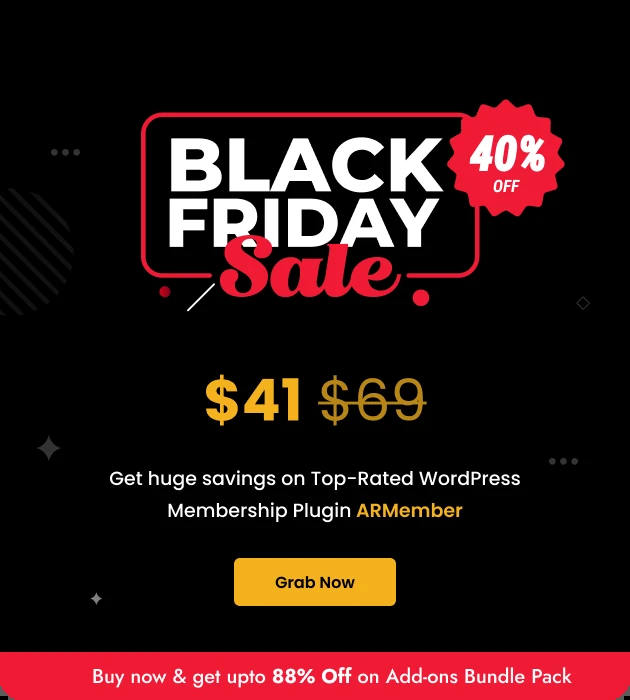 BLACK
FRIDAY
Sale
40%
OFF
$41 $69
Get huge savings on Top-Rated WordPress
Membership Plugin ARMember
Grab Now
Buy now & get upto 88% Off on Add-ons Bundle Pack